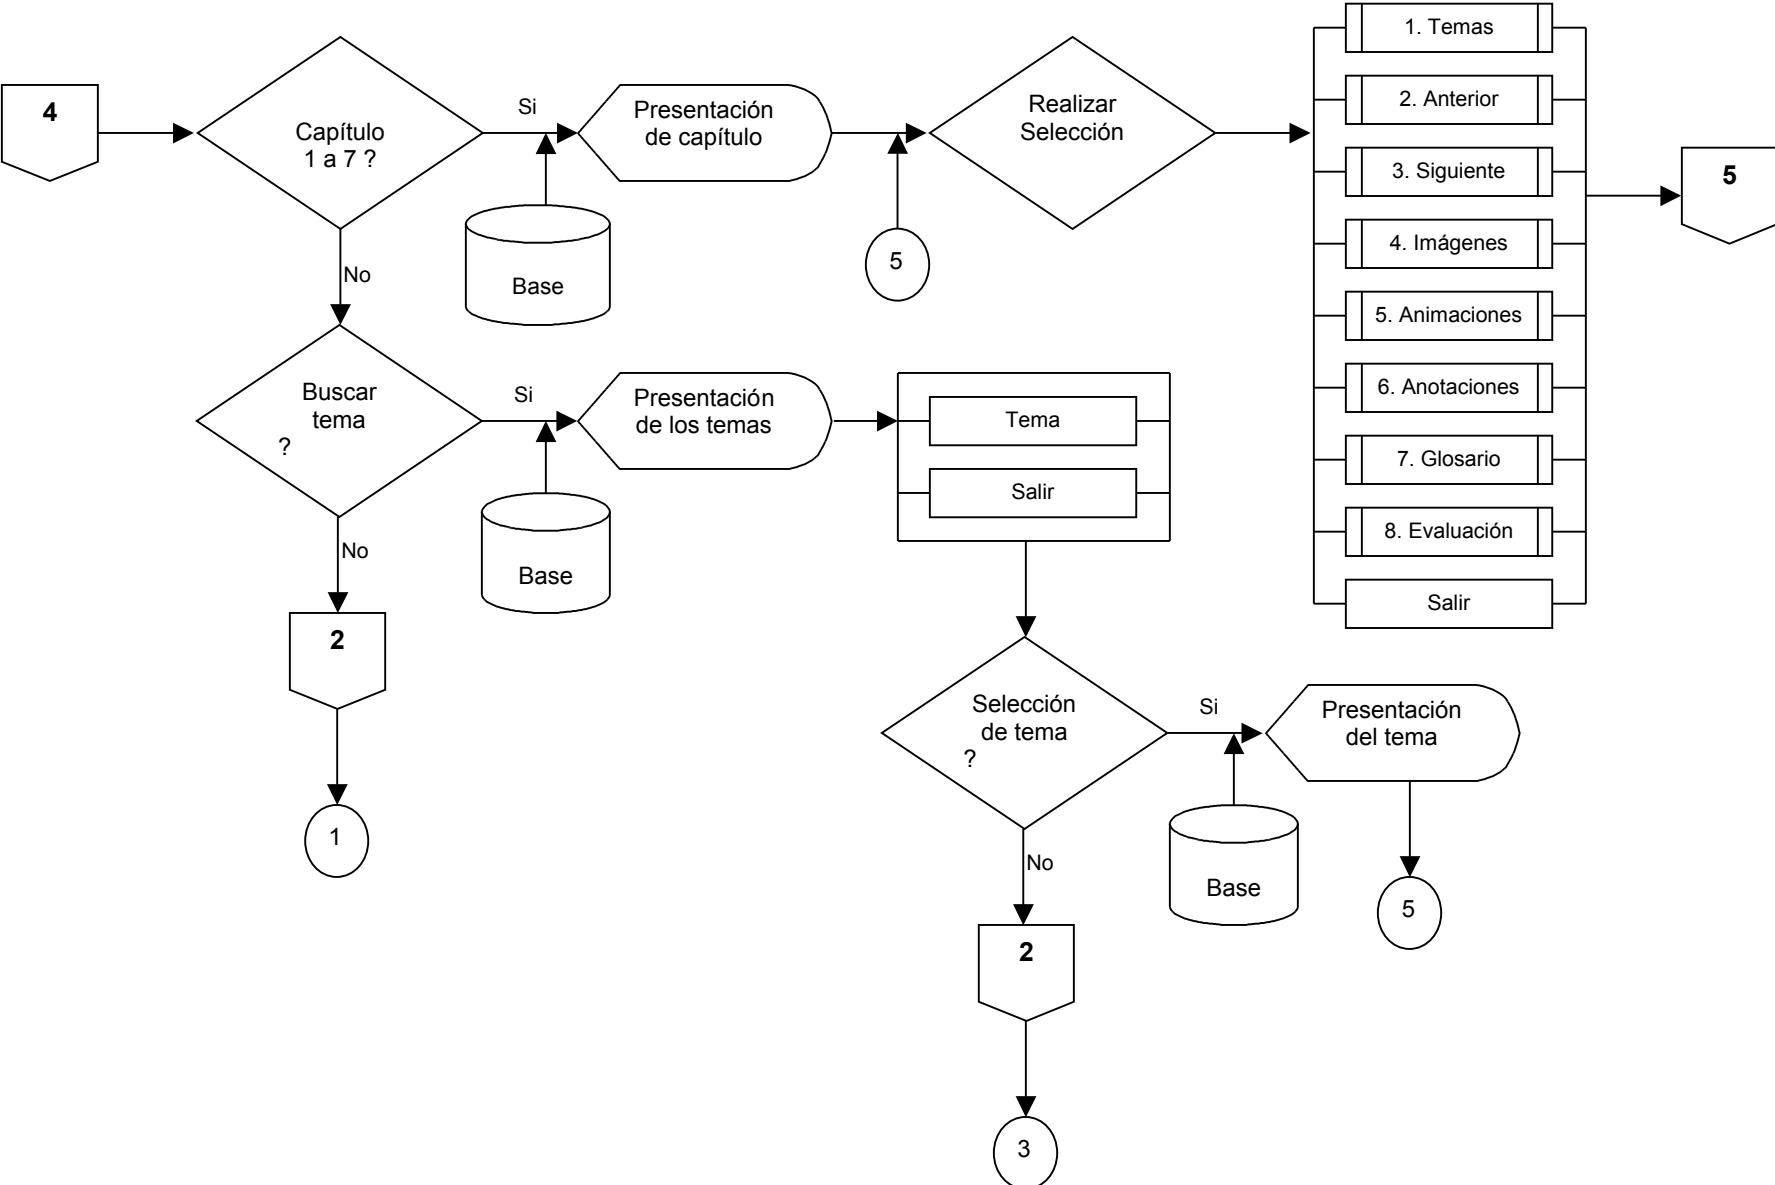 4
Capítulo
1 a 7 ?
Si
Presentación
de capítulo
Realizar
Selección
1. Temas
2. Anterior
3. Siguiente
4. Imágenes
5. Animaciones
6. Anotaciones
7. Glosario
8. Evaluación
Salir
5
No
Base
5
Buscar
tema
?
Si
Presentación
de los temas
Tema
Salir
No
Base
2
1
Selección
de tema
?
Si
Presentación
del tema
No
Base
5
2
3